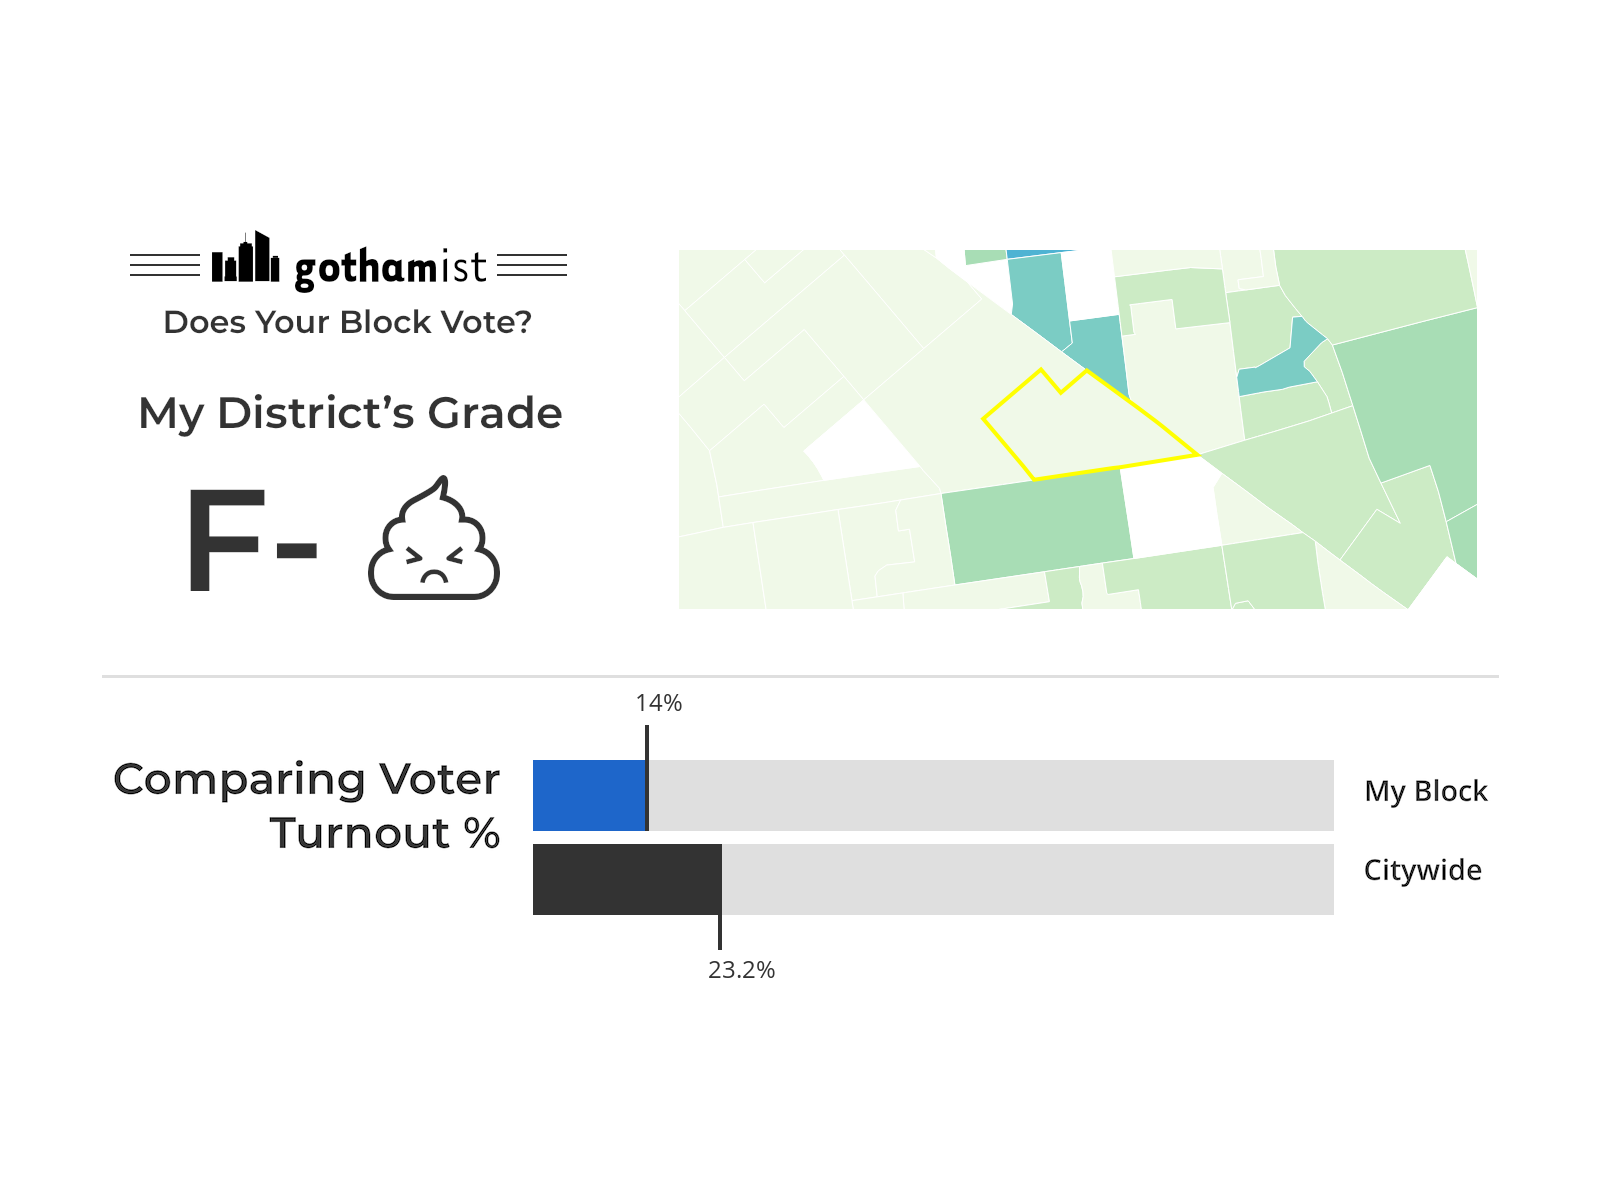 gothamist
Does Your Block Vote?
My District’s Grade
F-
14%
Comparing Voter
Turnout %
My Block
Citywide
23.2%